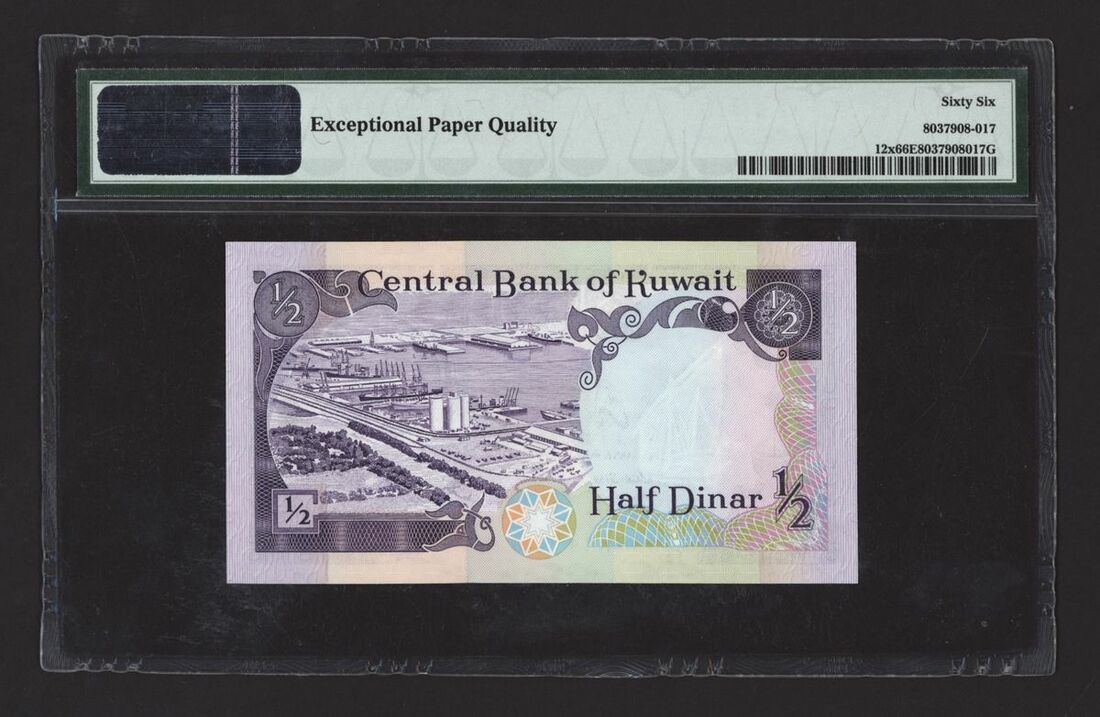 Exceptional Paper Quality
Sixty Six
8037908-017
12x66E8037908017G
Central Bank of Kuwait
1/2
1/2
1/2
Half Dinar 1/2